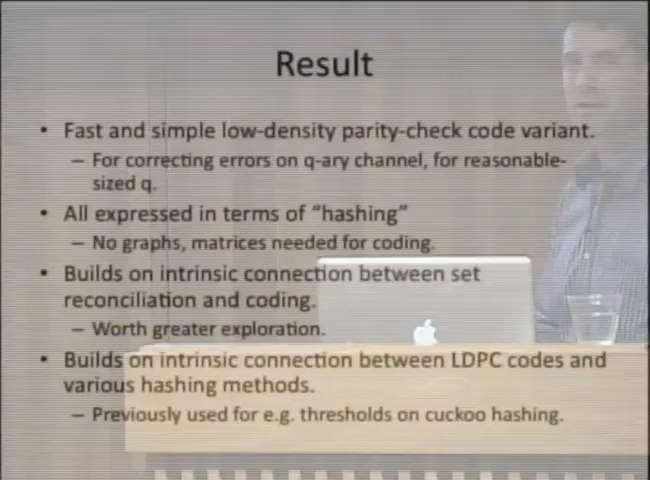 Result
• Fast and simple low-density parity-check code variant.
– For correcting errors on q-ary channel, for reasonable-
sized q.
• All expressed in terms of "hashing"
– No graphs, matrices needed for coding.
• Builds on intrinsic connection between set
reconciliation and coding.
– Worth greater exploration.
• Builds on intrinsic connection between LDPC codes and
various hashing methods.
– Previously used for e.g. thresholds on cuckoo hashing.